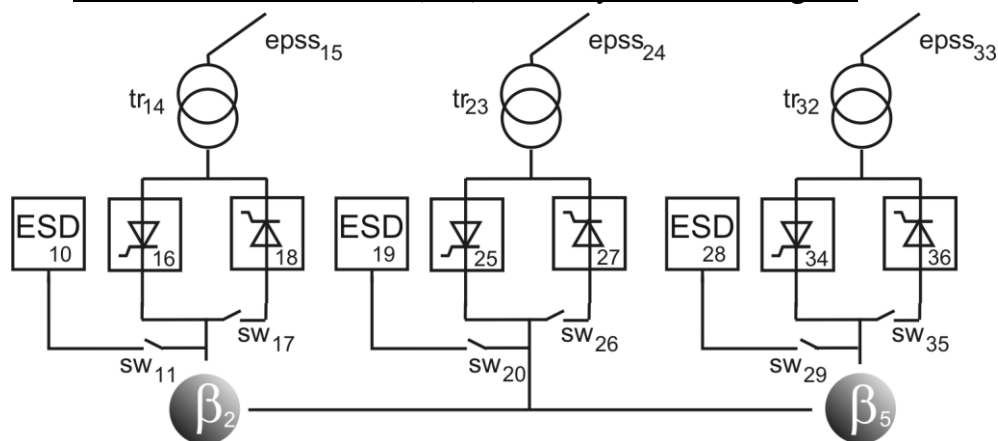 epss15 epss24 epss33
tr14 tr23 tr32
ESD 10 16 18 ESD 19 25 27 ESD 28 34 36
sw17 sw26 sw35
sw11 sw20 sw29
β2 β5